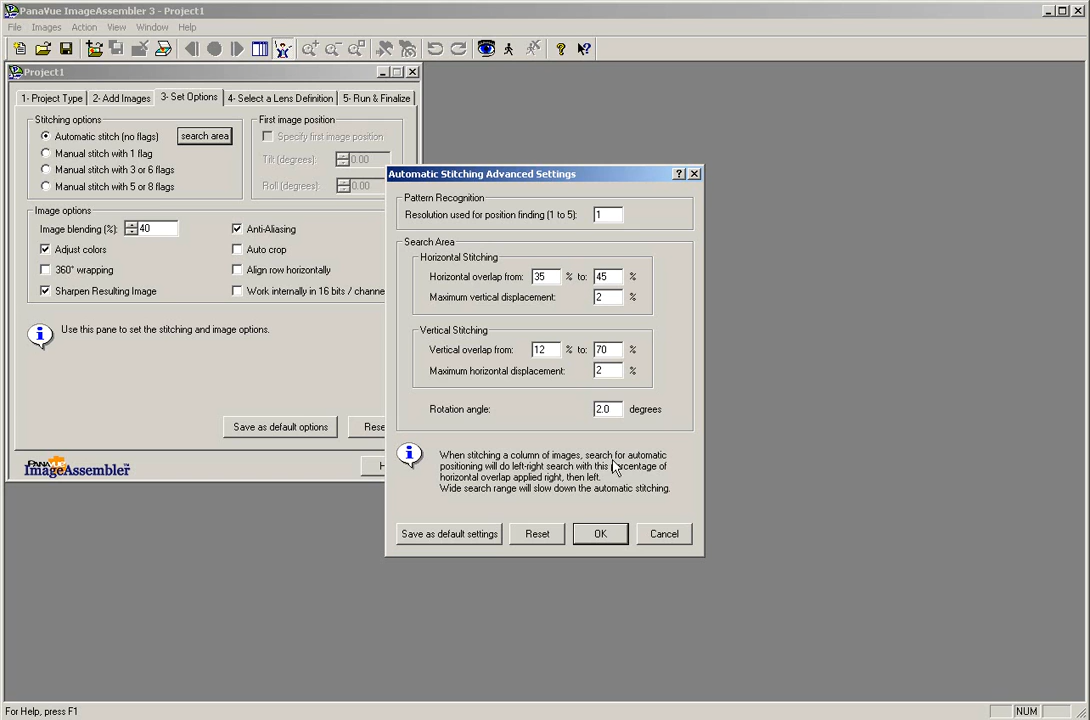 PanaVue ImageAssembler 3 - Project1
File Images Action View Window Help
Project1
1- Project Type 2- Add Images 3- Set Options 4- Select a Lens Definition 5- Run & Finalize
Stitching options
Automatic stitch (no flags) search area
Manual stitch with 1 flag
Manual stitch with 3 or 6 flags
Manual stitch with 5 or 8 flags
First image position
Specify first image position
Tilt (degrees): 0.00
Roll (degrees): 0.00
Image options
Image blending (%): 40 Anti-Aliasing
Adjust colors Auto crop
360° wrapping Align row horizontally
Sharpen Resulting Image Work internally in 16 bits / channe
Use this pane to set the stitching and image options.
Save as default options Rese
PANAVUE
ImageAssembler™ H
Automatic Stitching Advanced Settings
Pattern Recognition
Resolution used for position finding (1 to 5): 1
Search Area
Horizontal Stitching
Horizontal overlap from: 35 % to: 45 %
Maximum vertical displacement: 2 %
Vertical Stitching
Vertical overlap from: 12 % to: 70 %
Maximum horizontal displacement: 2 %
Rotation angle: 2.0 degrees
When stitching a column of images, search for automatic
positioning will do left-right search with this percentage of
horizontal overlap applied right, then left.
Wide search range will slow down the automatic stitching.
Save as default settings Reset OK Cancel
For Help, press F1 NUM